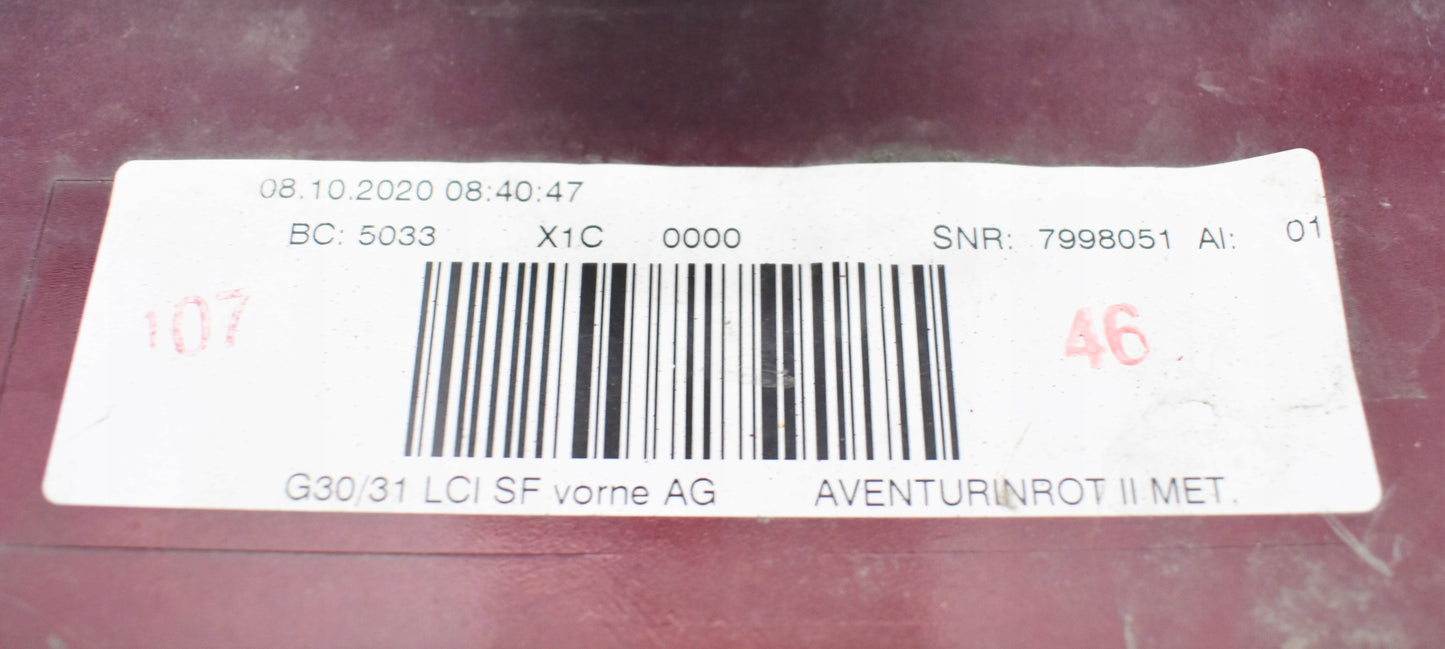 08.10.2020 08:40:47
BC: 5033 X1C 0000 SNR: 7998051 AI: 01
107 46
G30/31 LCI SF vorne AG AVENTURINROT II MET.